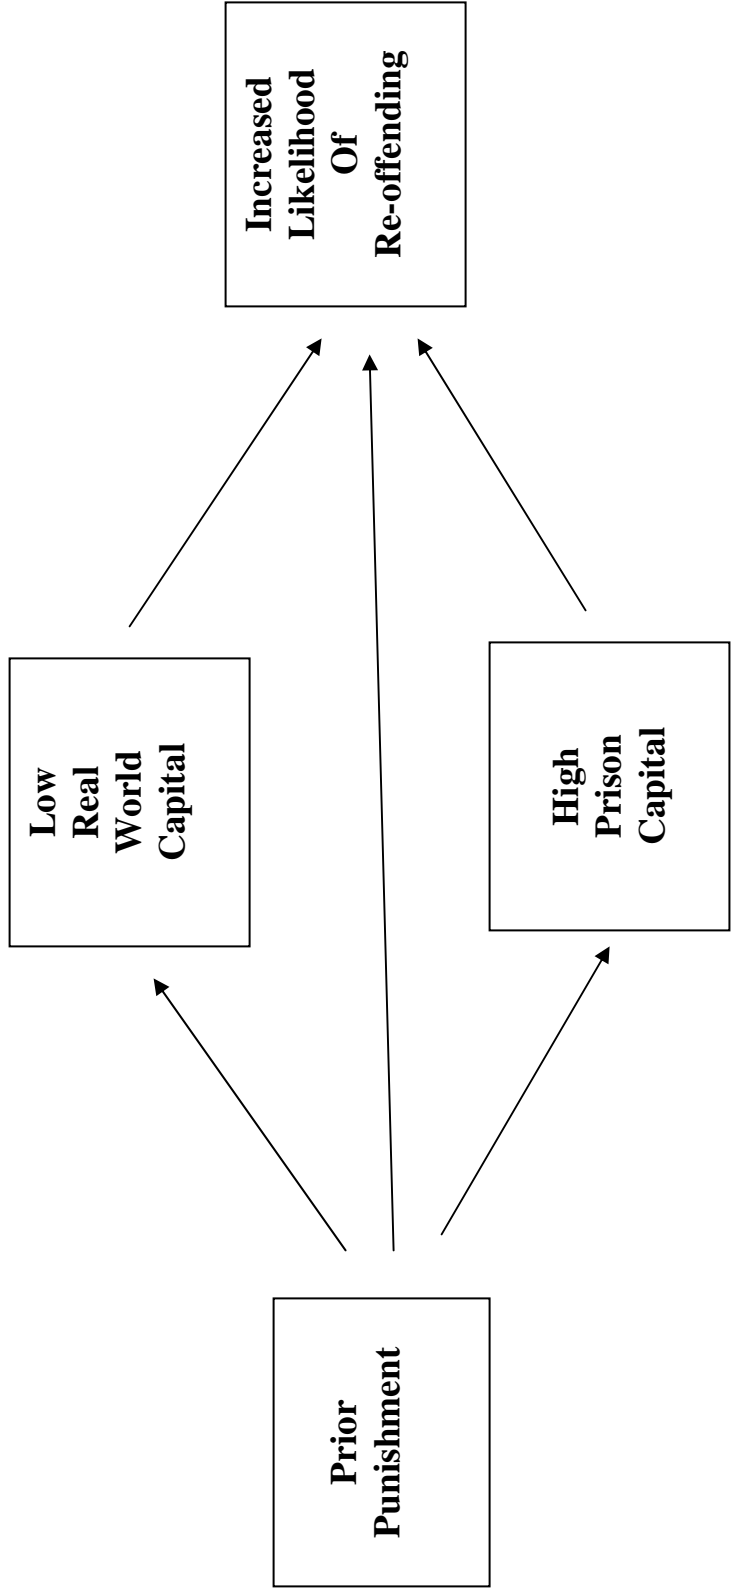 Prior
Punishment
Low
Real
World
Capital
High
Prison
Capital
Increased
Likelihood
Of
Re-offending